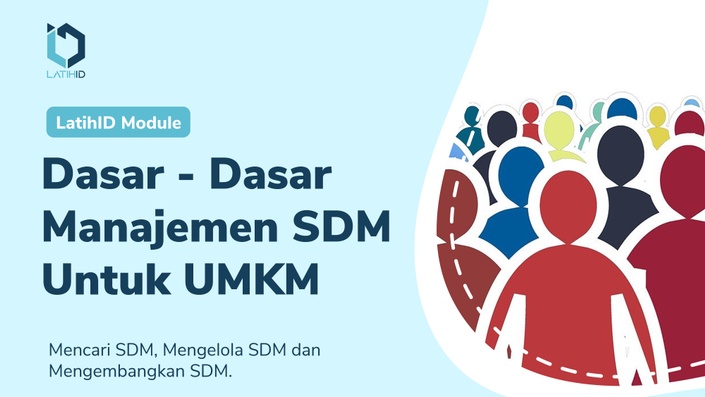 LATIHID
LatihID Module
Dasar - Dasar
Manajemen SDM
Untuk UMKM
Mencari SDM, Mengelola SDM dan
Mengembangkan SDM.